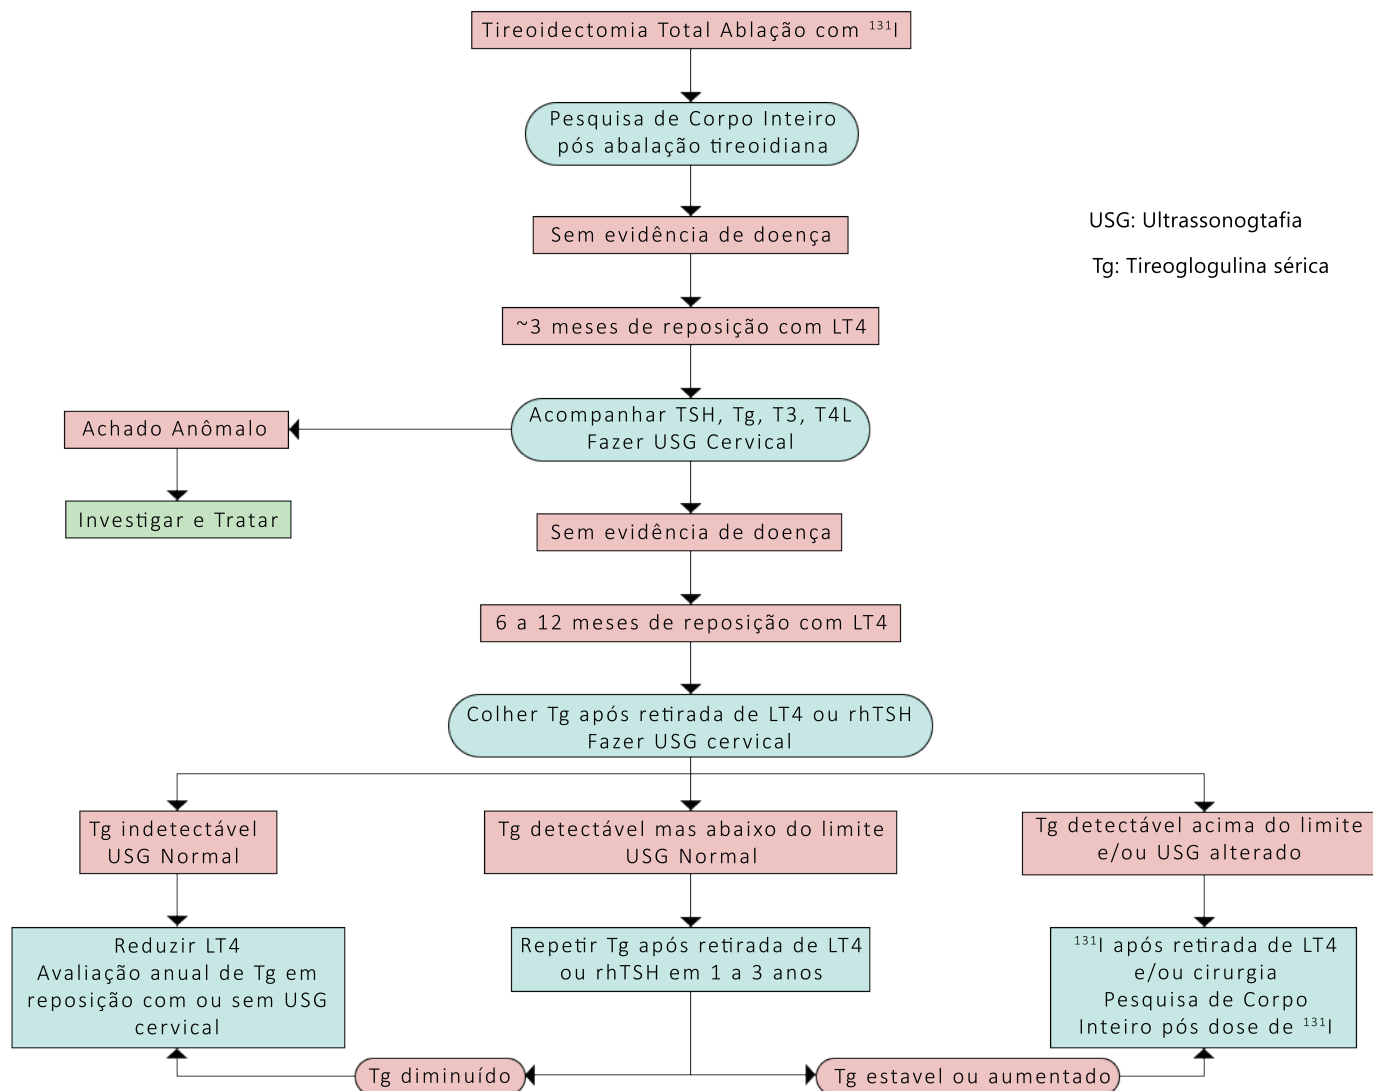 Tireoidectomia Total Ablação com ¹³¹I
Pesquisa de Corpo Inteiro
pós abalação tireoidiana
Sem evidência de doença
USG: Ultrassonogtafia
Tg: Tireoglogulina sérica
~3 meses de reposição com LT4
Acompanhar TSH, Tg, T3, T4L
Fazer USG Cervical
Achado Anômalo
Investigar e Tratar
Sem evidência de doença
6 a 12 meses de reposição com LT4
Colher Tg após retirada de LT4 ou rhTSH
Fazer USG cervical
Tg indetectável
USG Normal
Tg detectável mas abaixo do limite
USG Normal
Tg detectável acima do limite
e/ou USG alterado
Reduzir LT4
Avaliação anual de Tg em
reposição com ou sem USG
cervical
Repetir Tg após retirada de LT4
ou rhTSH em 1 a 3 anos
¹³¹I após retirada de LT4
e/ou cirurgia
Pesquisa de Corpo
Inteiro pós dose de ¹³¹I
Tg diminuído
Tg estavel ou aumentado